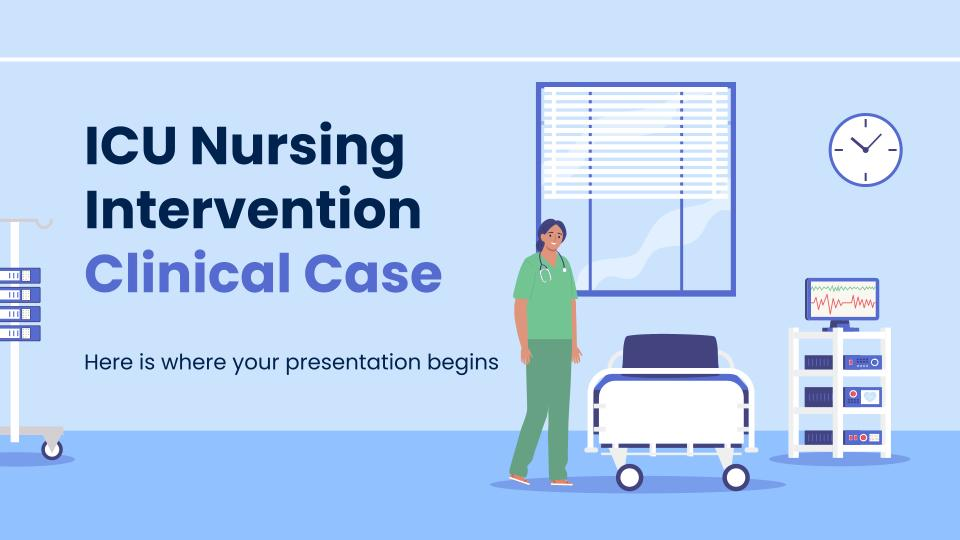 ICU Nursing
Intervention
Clinical Case
Here is where your presentation begins